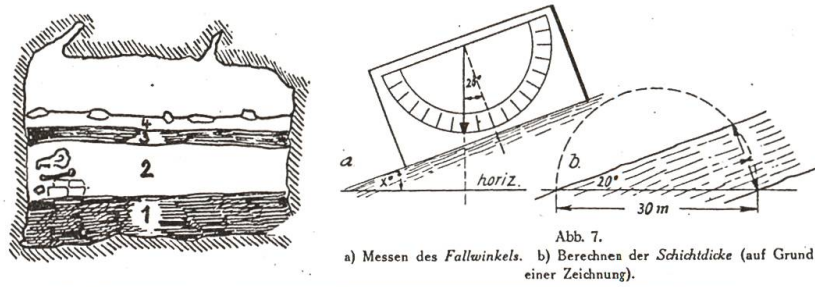 4
3
2
1
a
x°
20°
horiz.
b.
20°
x
30 m
Abb. 7.
a) Messen des Fallwinkels. b) Berechnen der Schichtdicke (auf Grund
einer Zeichnung).